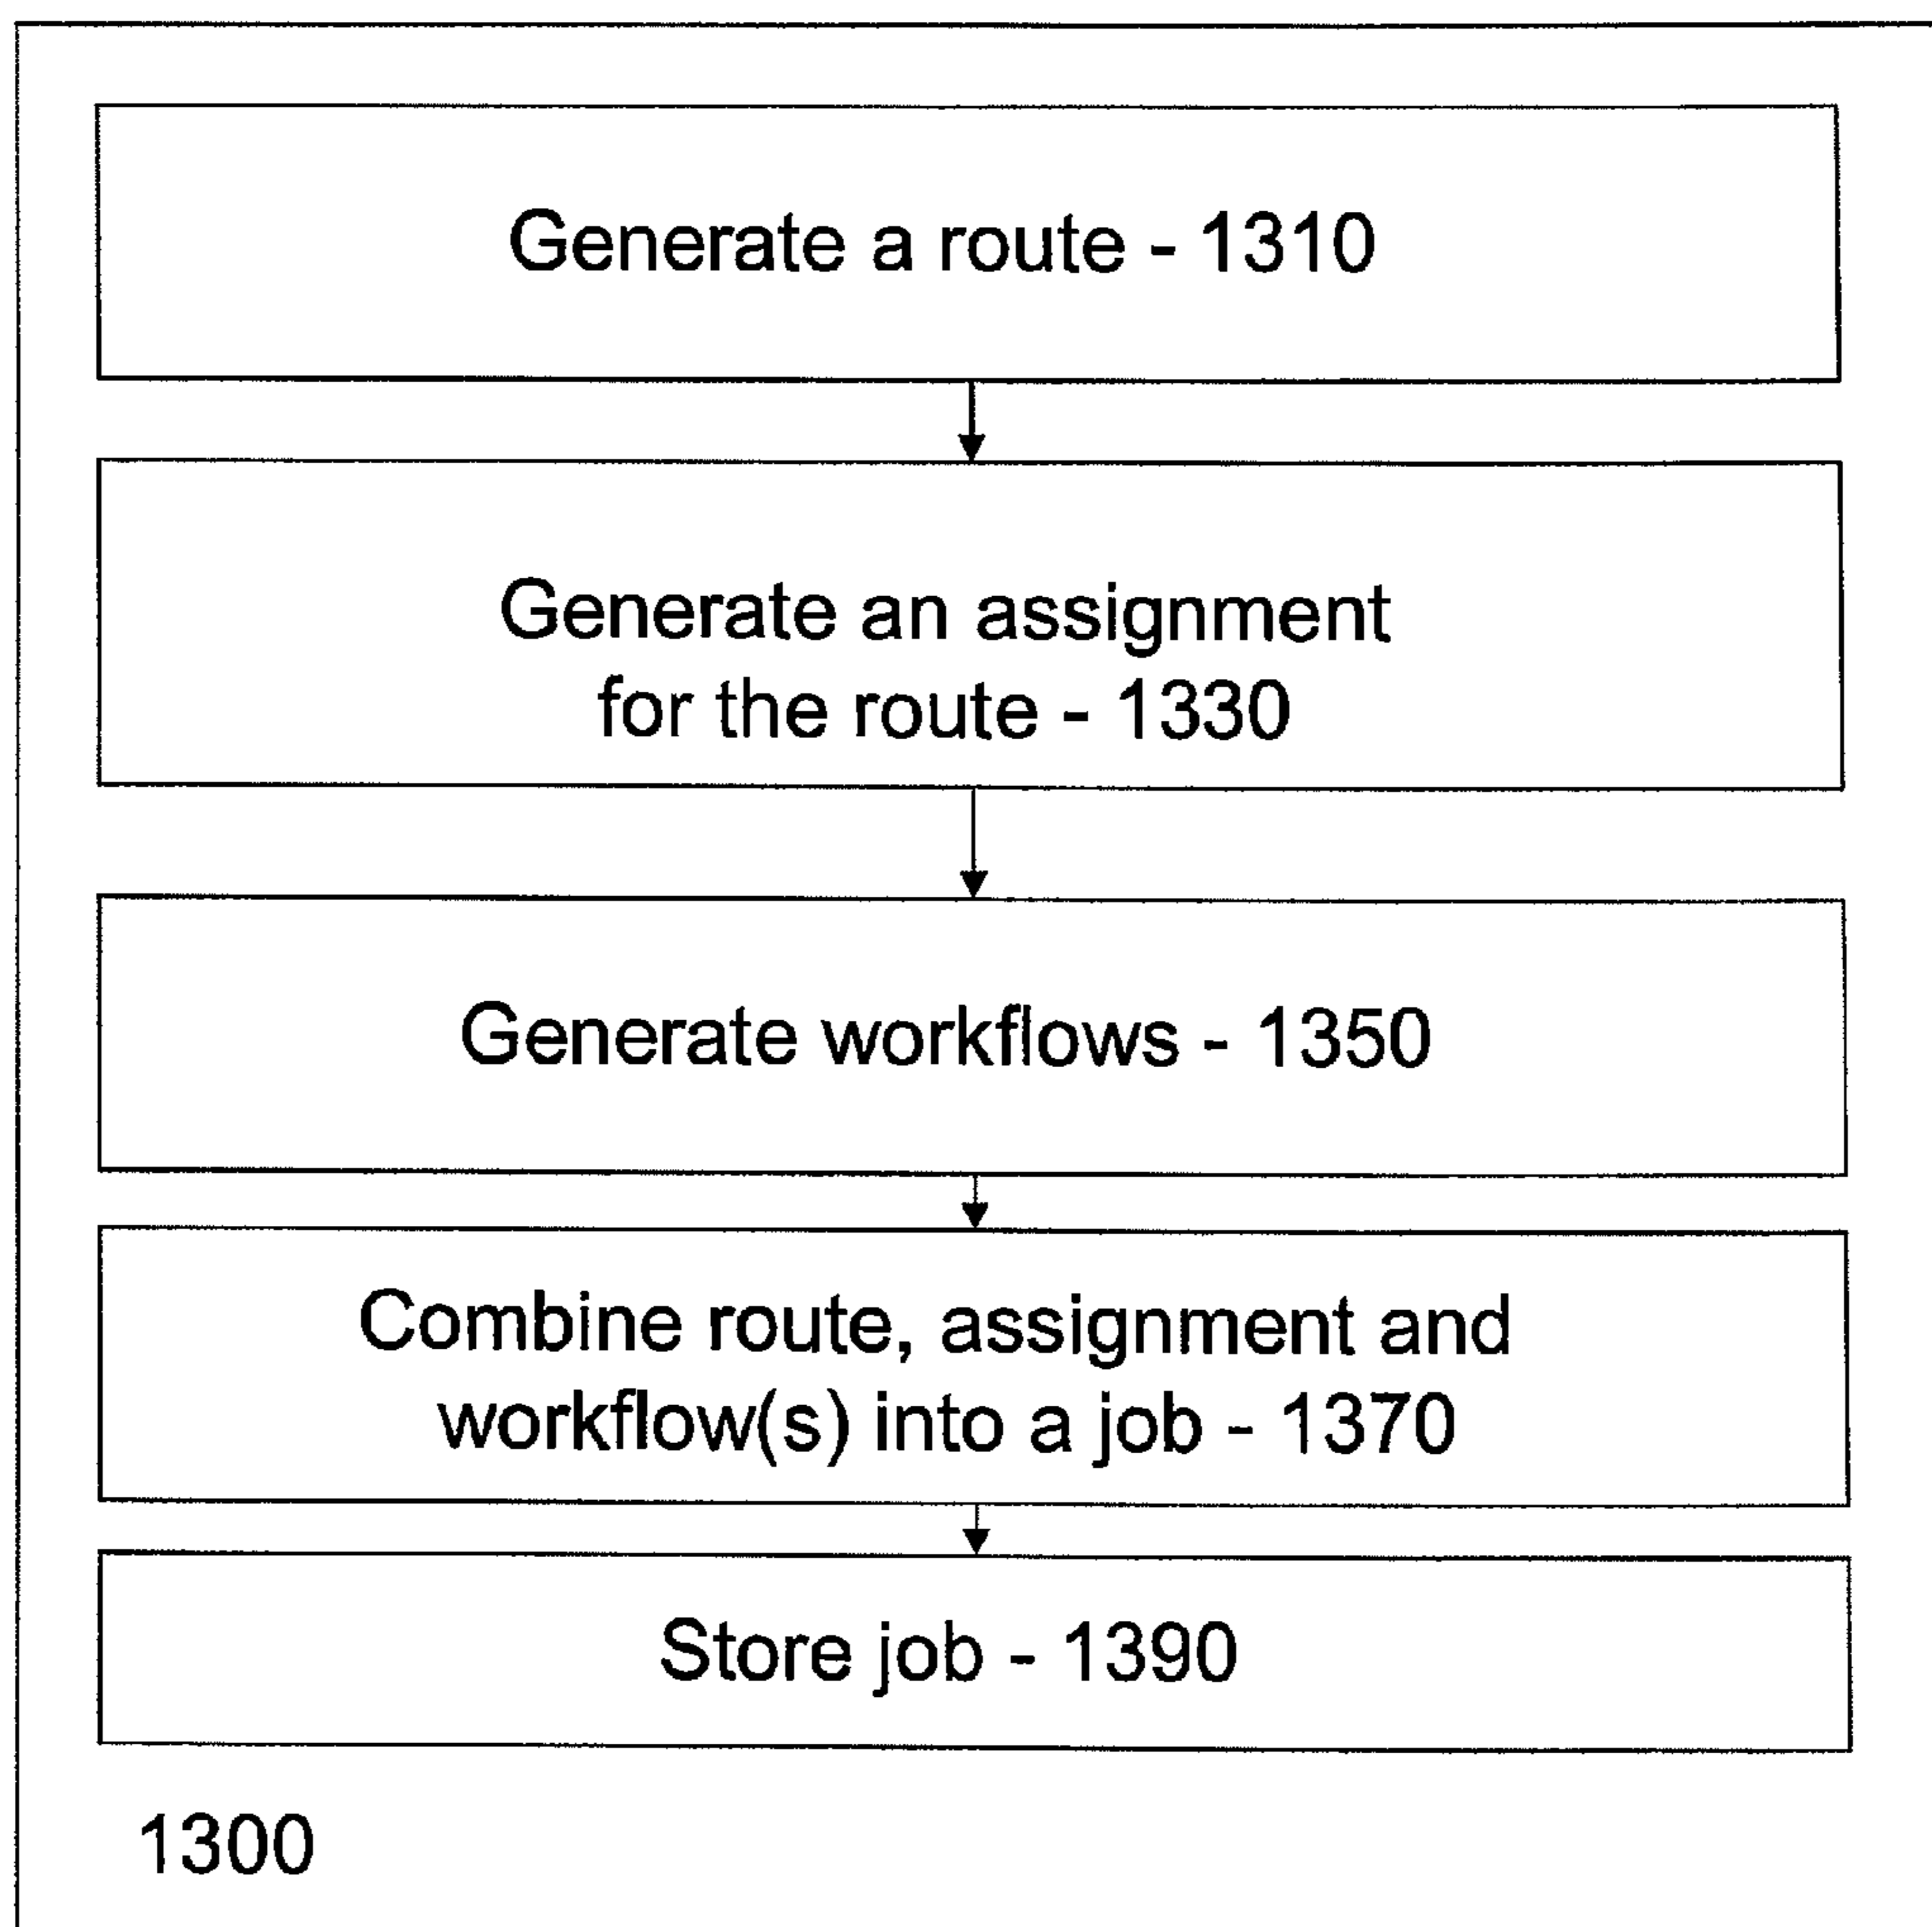 Generate a route - 1310
Generate an assignment
for the route - 1330
Generate workflows - 1350
Combine route, assignment and
workflow(s) into a job - 1370
Store job - 1390
1300